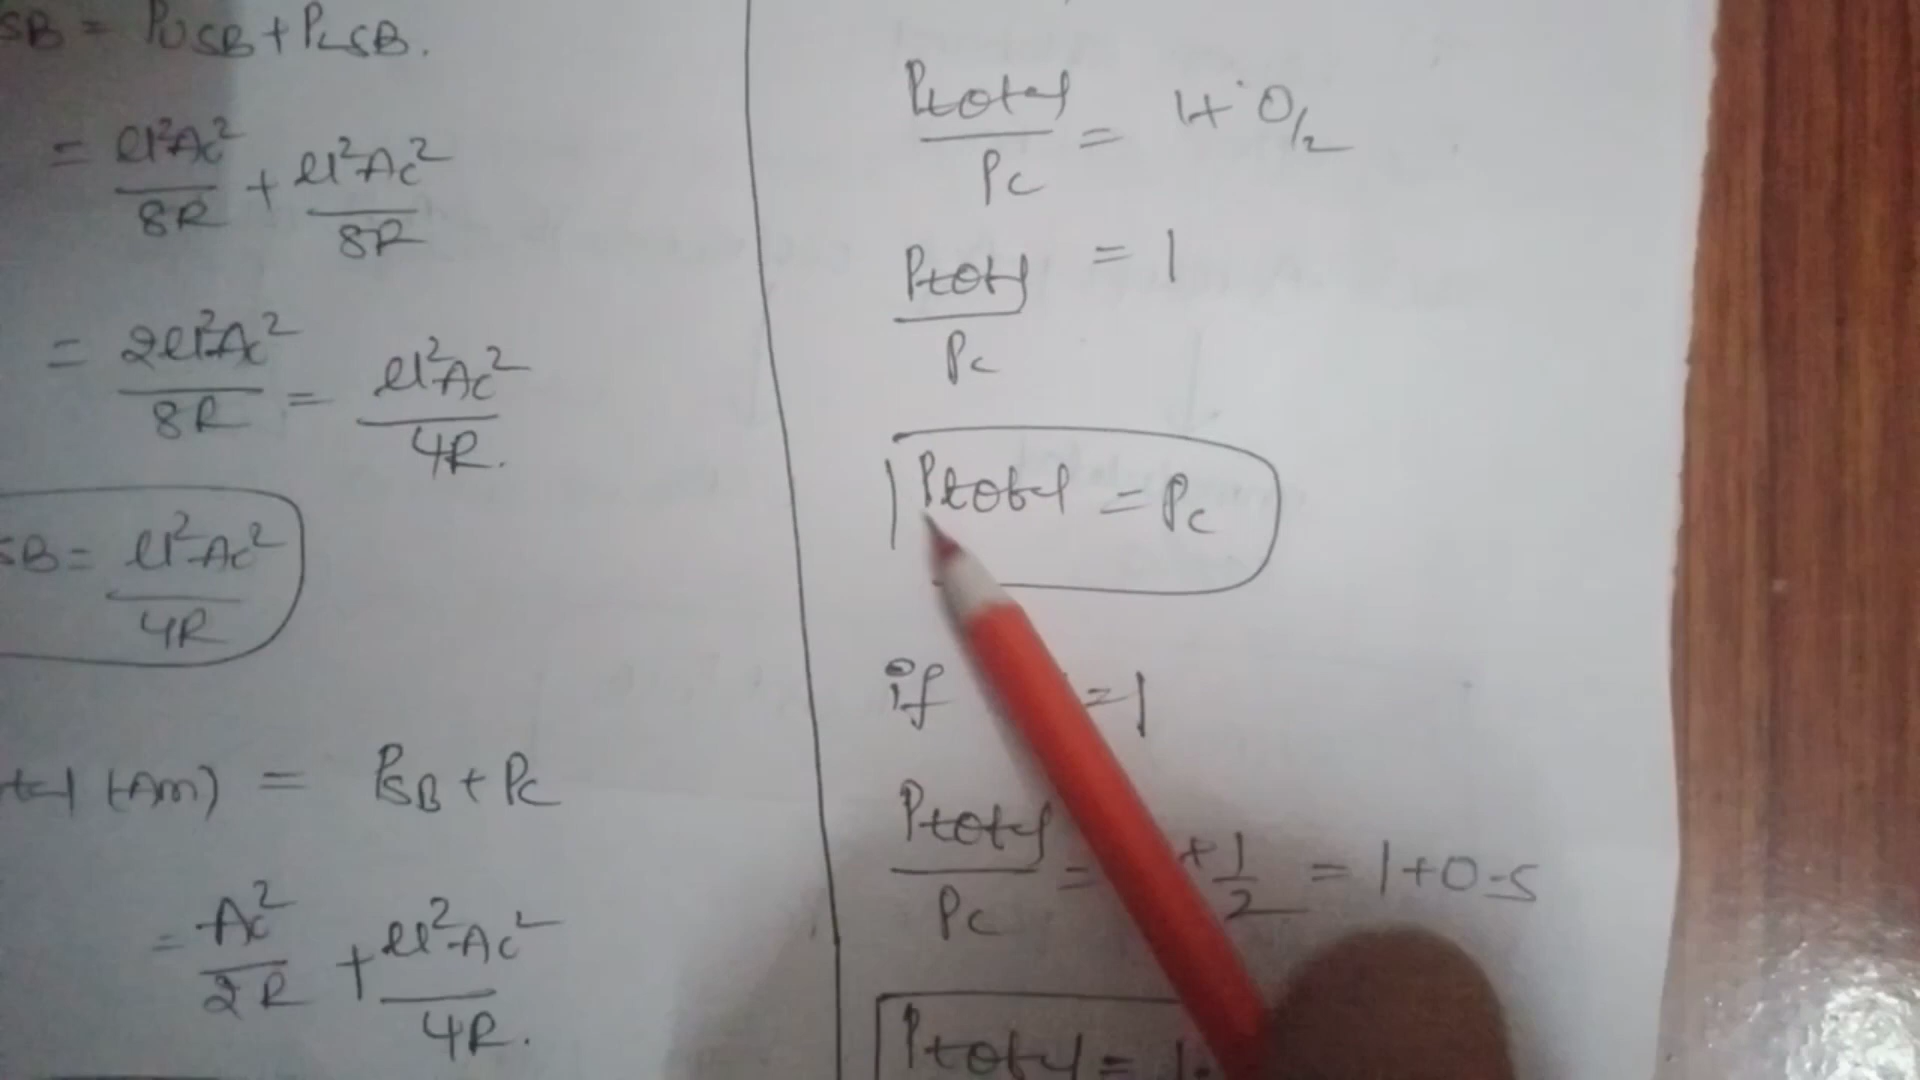 SB = PUSB + PLSB.
= μ²Ac²/8R + μ²Ac²/8R
= 2μ²Ac²/8R = μ²Ac²/4R.
SB = μ²Ac²/4R
(Am) = PSB + Pc
= Ac²/2R + μ²Ac²/4R.
Ptotal/Pc = 1+0/2
Ptotal/Pc = 1
Ptotal = Pc
if =1
Ptotal/Pc = +1/2 = 1+0.5
Ptotal = 1.